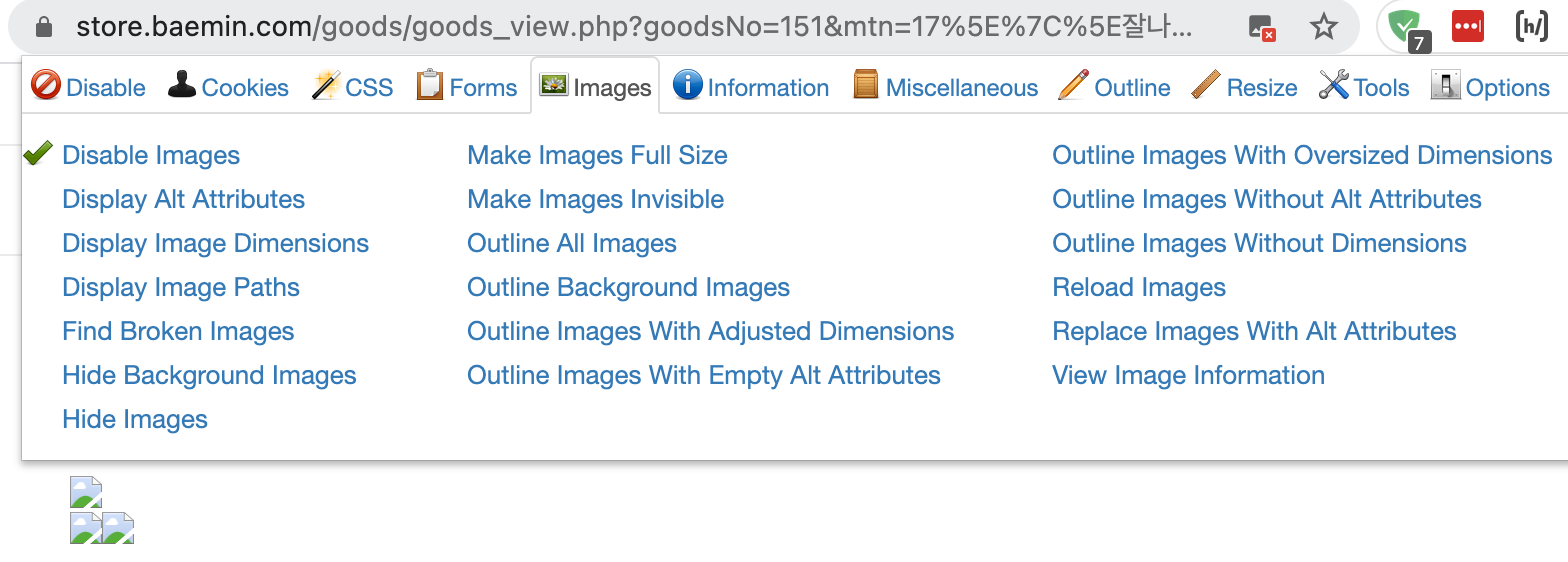 store.baemin.com/goods/goods_view.php?goodsNo=151&mtn=17%5E%7C%5E잘나...
7
[h/]
Disable Cookies CSS Forms Images Information Miscellaneous Outline Resize Tools Options
Disable Images Make Images Full Size Outline Images With Oversized Dimensions
Display Alt Attributes Make Images Invisible Outline Images Without Alt Attributes
Display Image Dimensions Outline All Images Outline Images Without Dimensions
Display Image Paths Outline Background Images Reload Images
Find Broken Images Outline Images With Adjusted Dimensions Replace Images With Alt Attributes
Hide Background Images Outline Images With Empty Alt Attributes View Image Information
Hide Images